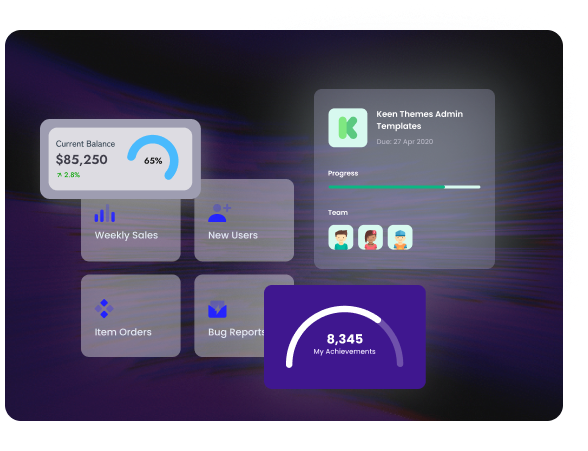 Keen Themes Admin
Templates
Due: 27 Apr 2020
Current Balance
$85,250
65%
2.8%
Progress
Team
Weekly Sales
New Users
Item Orders
Bug Reports
8,345
My Achievements